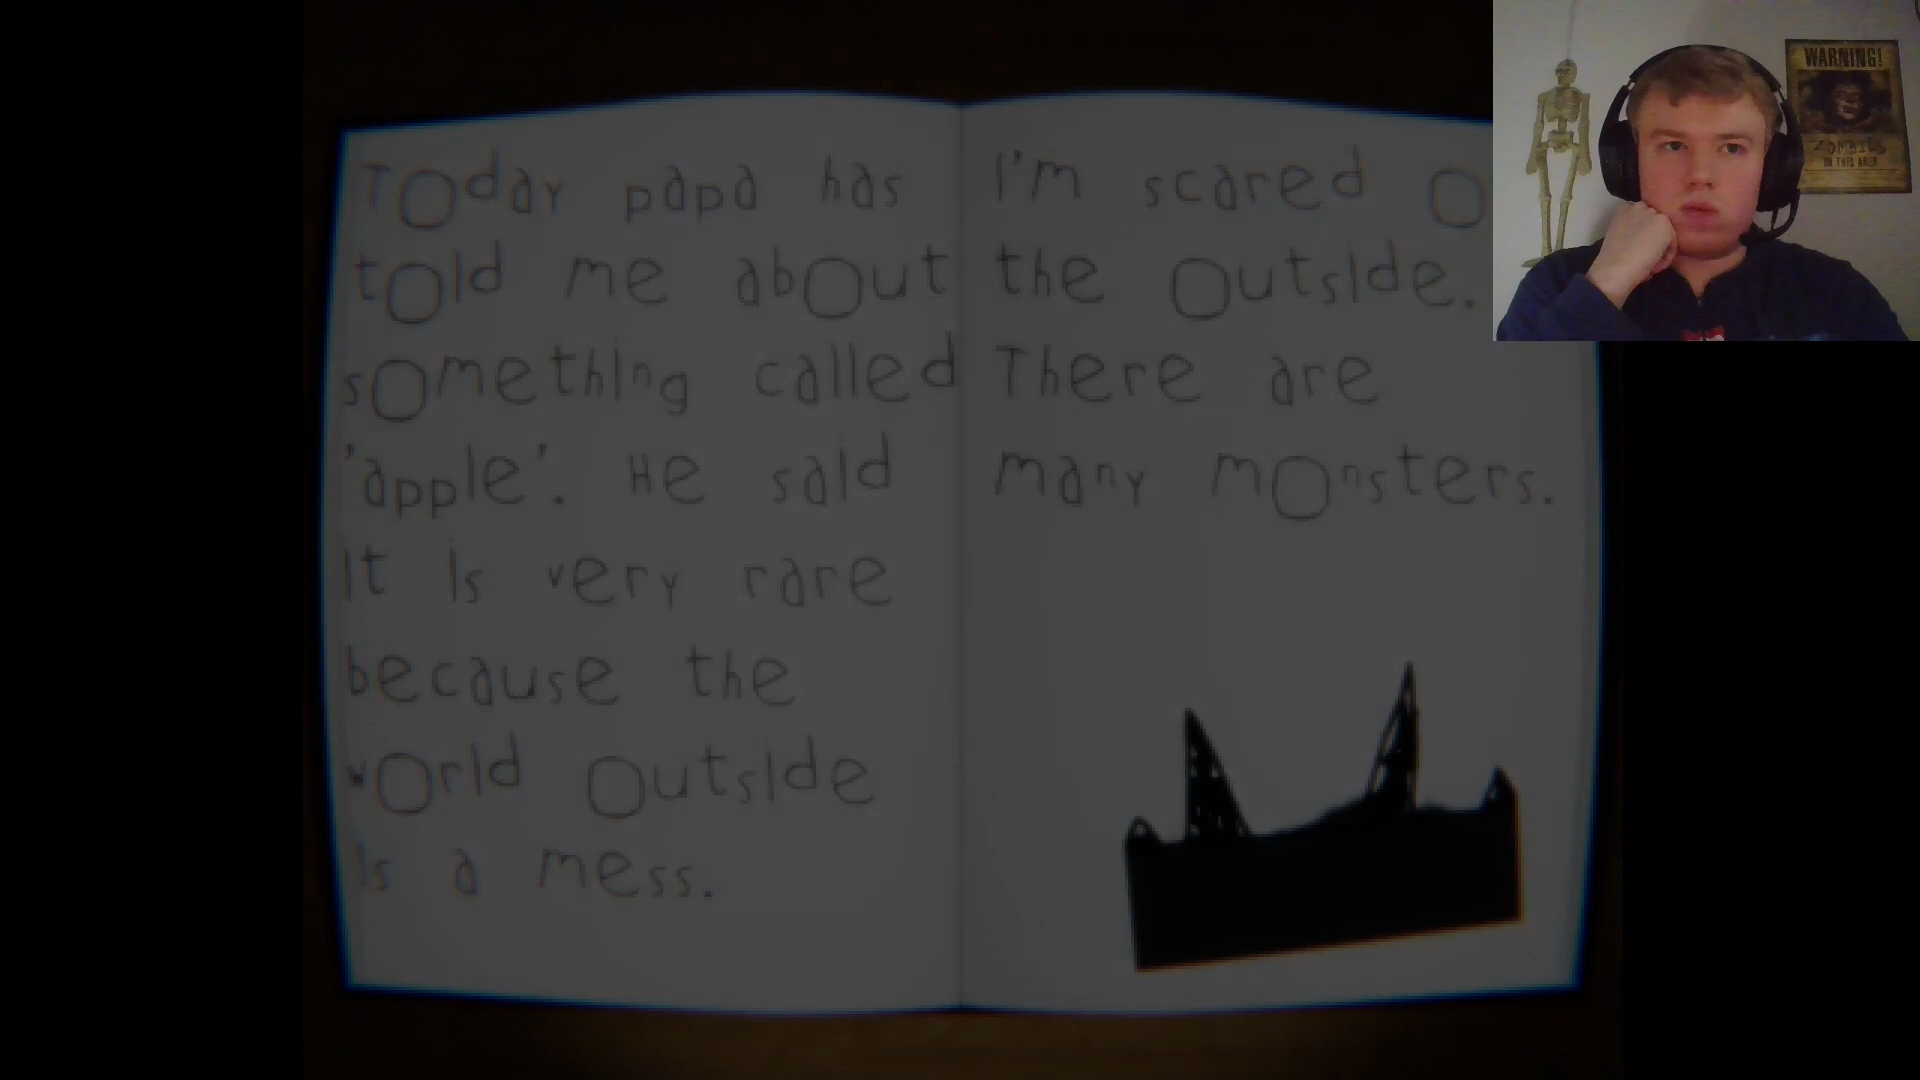 Today papa has
told me about
something called
'apple'. He said
it is very rare
because the
world outside
is a mess.
I'm scared o
the outside.
There are
many monsters.
WARNING!
ZOMBIES
IN THIS AREA